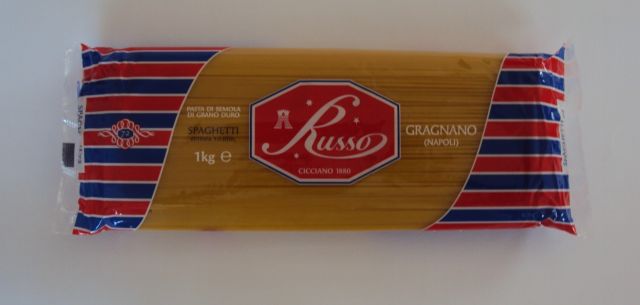 PASTA DI SEMOLA
DI GRANO DURO
SPAGHETTI
1kg e
Russo
CICCIANO 1880
GRAGNANO
(NAPOLI)